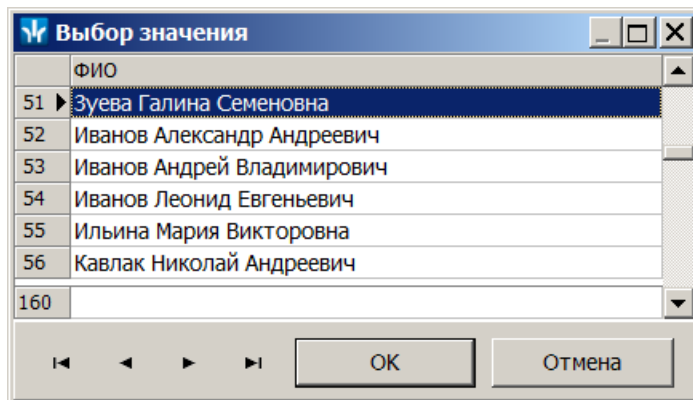 Выбор значения
ФИО
51 Зуева Галина Семеновна
52 Иванов Александр Андреевич
53 Иванов Андрей Владимирович
54 Иванов Леонид Евгеньевич
55 Ильина Мария Викторовна
56 Кавлак Николай Андреевич
160
OK Отмена